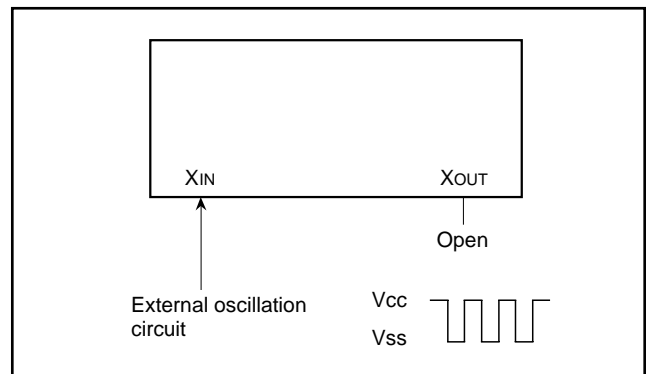 XIN
XOUT
Open
External oscillation
circuit
Vcc
Vss